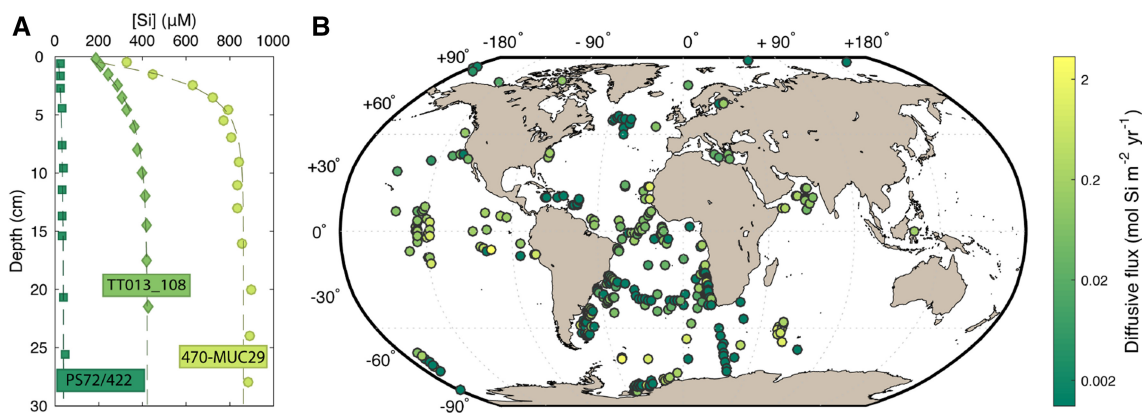 A
[Si] (μM)
0 200 400 600 800 1000
Depth (cm)
0
5
10
15
20
25
30
TT013_108
470-MUC29
PS72/422
B
-180° -90° 0° +90° +180°
+90°
+60°
+30°
0°
-30°
-60°
-90°
2
0.2
0.02
0.002
Diffusive flux (mol Si m⁻² yr⁻¹)